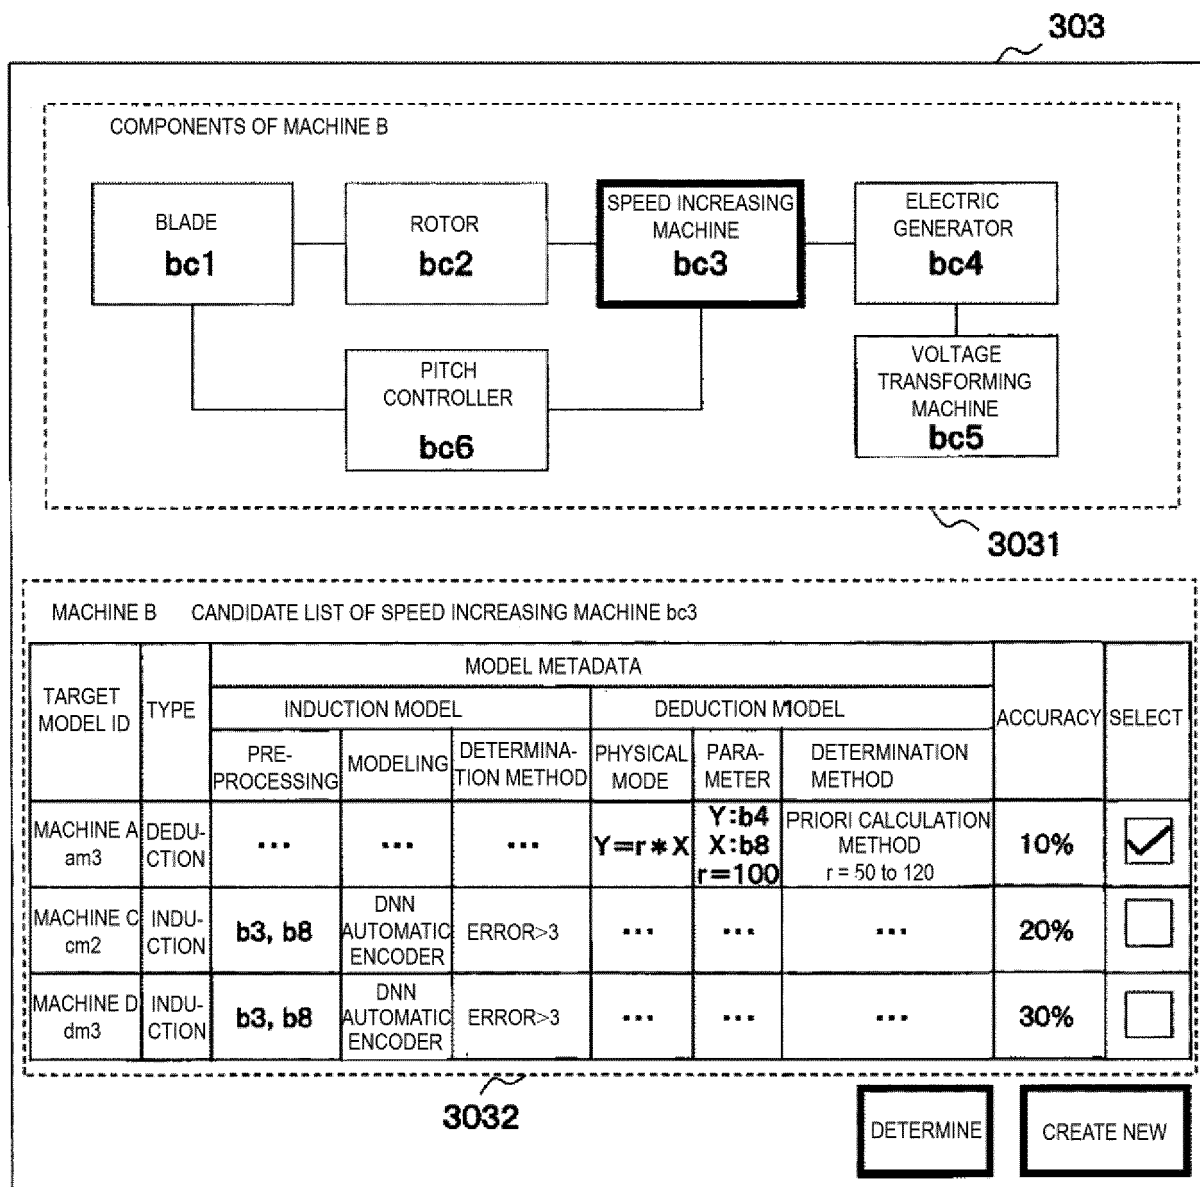 303
COMPONENTS OF MACHINE B
BLADE
bc1
ROTOR
bc2
SPEED INCREASING
MACHINE
bc3
ELECTRIC
GENERATOR
bc4
PITCH
CONTROLLER
bc6
VOLTAGE
TRANSFORMING
MACHINE
bc5
3031
MACHINE B CANDIDATE LIST OF SPEED INCREASING MACHINE bc3
TARGET
MODEL ID
TYPE
MODEL METADATA
INDUCTION MODEL
DEDUCTION MODEL
ACCURACY
SELECT
PRE-
PROCESSING
MODELING
DETERMINA-
TION METHOD
PHYSICAL
MODE
PARA-
METER
DETERMINATION
METHOD
MACHINE A
am3
DEDU-
CTION
...
...
...
Y=r*X
Y:b4
X:b8
r=100
PRIORI CALCULATION
METHOD
r = 50 to 120
10%
MACHINE C
cm2
INDU-
CTION
b3, b8
DNN
AUTOMATIC
ENCODER
ERROR>3
...
...
...
20%
MACHINE D
dm3
INDU-
CTION
b3, b8
DNN
AUTOMATIC
ENCODER
ERROR>3
...
...
...
30%
3032
DETERMINE
CREATE NEW